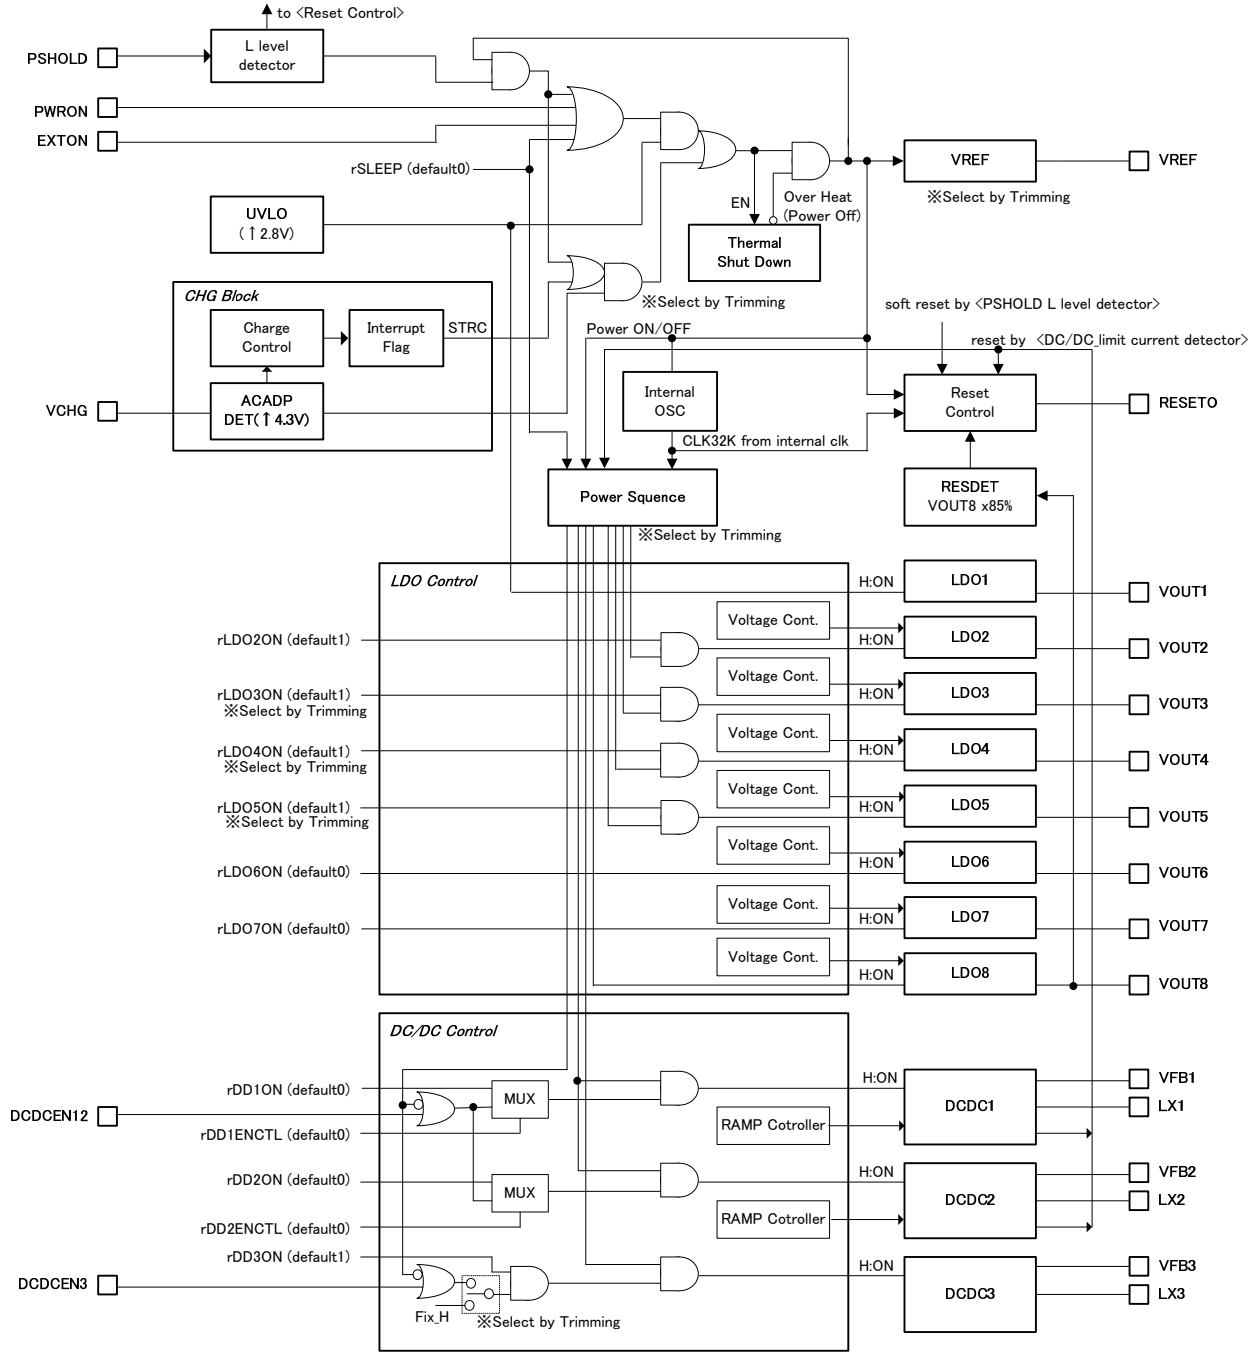 to <Reset Control>
PSHOLD
L level
detector
PWRON
EXTON
rSLEEP (default0)
VREF
VREF
※Select by Trimming
UVLO
(↑2.8V)
EN
Over Heat
(Power Off)
Thermal
Shut Down
CHG Block
Charge
Control
Interrupt
Flag
STRC
※Select by Trimming
soft reset by <PSHOLD L level detector>
Power ON/OFF
reset by <DC/DC_limit current detector>
VCHG
ACADP
DET(↑4.3V)
Internal
OSC
Reset
Control
RESETO
CLK32K from internal clk
Power Squence
※Select by Trimming
RESDET
VOUT8 x85%
LDO Control
H:ON
LDO1
VOUT1
Voltage Cont.
rLDO2ON (default1)
H:ON
LDO2
VOUT2
Voltage Cont.
rLDO3ON (default1)
※Select by Trimming
H:ON
LDO3
VOUT3
Voltage Cont.
rLDO4ON (default1)
※Select by Trimming
H:ON
LDO4
VOUT4
Voltage Cont.
rLDO5ON (default1)
※Select by Trimming
H:ON
LDO5
VOUT5
Voltage Cont.
rLDO6ON (default0)
H:ON
LDO6
VOUT6
Voltage Cont.
rLDO7ON (default0)
H:ON
LDO7
VOUT7
Voltage Cont.
H:ON
LDO8
VOUT8
DC/DC Control
rDD1ON (default0)
MUX
H:ON
DCDC1
VFB1
LX1
DCDCEN12
rDD1ENCTL (default0)
RAMP Cotroller
rDD2ON (default0)
MUX
H:ON
DCDC2
VFB2
LX2
rDD2ENCTL (default0)
RAMP Cotroller
rDD3ON (default1)
H:ON
DCDC3
VFB3
LX3
DCDCEN3
Fix_H
※Select by Trimming